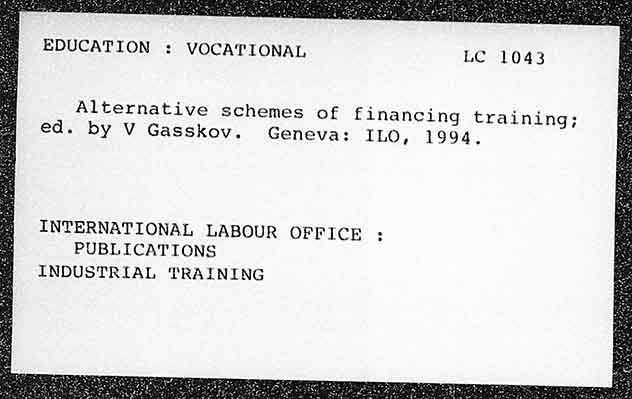 EDUCATION : VOCATIONAL LC 1043
Alternative schemes of financing training;
ed. by V Gasskov. Geneva: ILO, 1994.
INTERNATIONAL LABOUR OFFICE :
PUBLICATIONS
INDUSTRIAL TRAINING